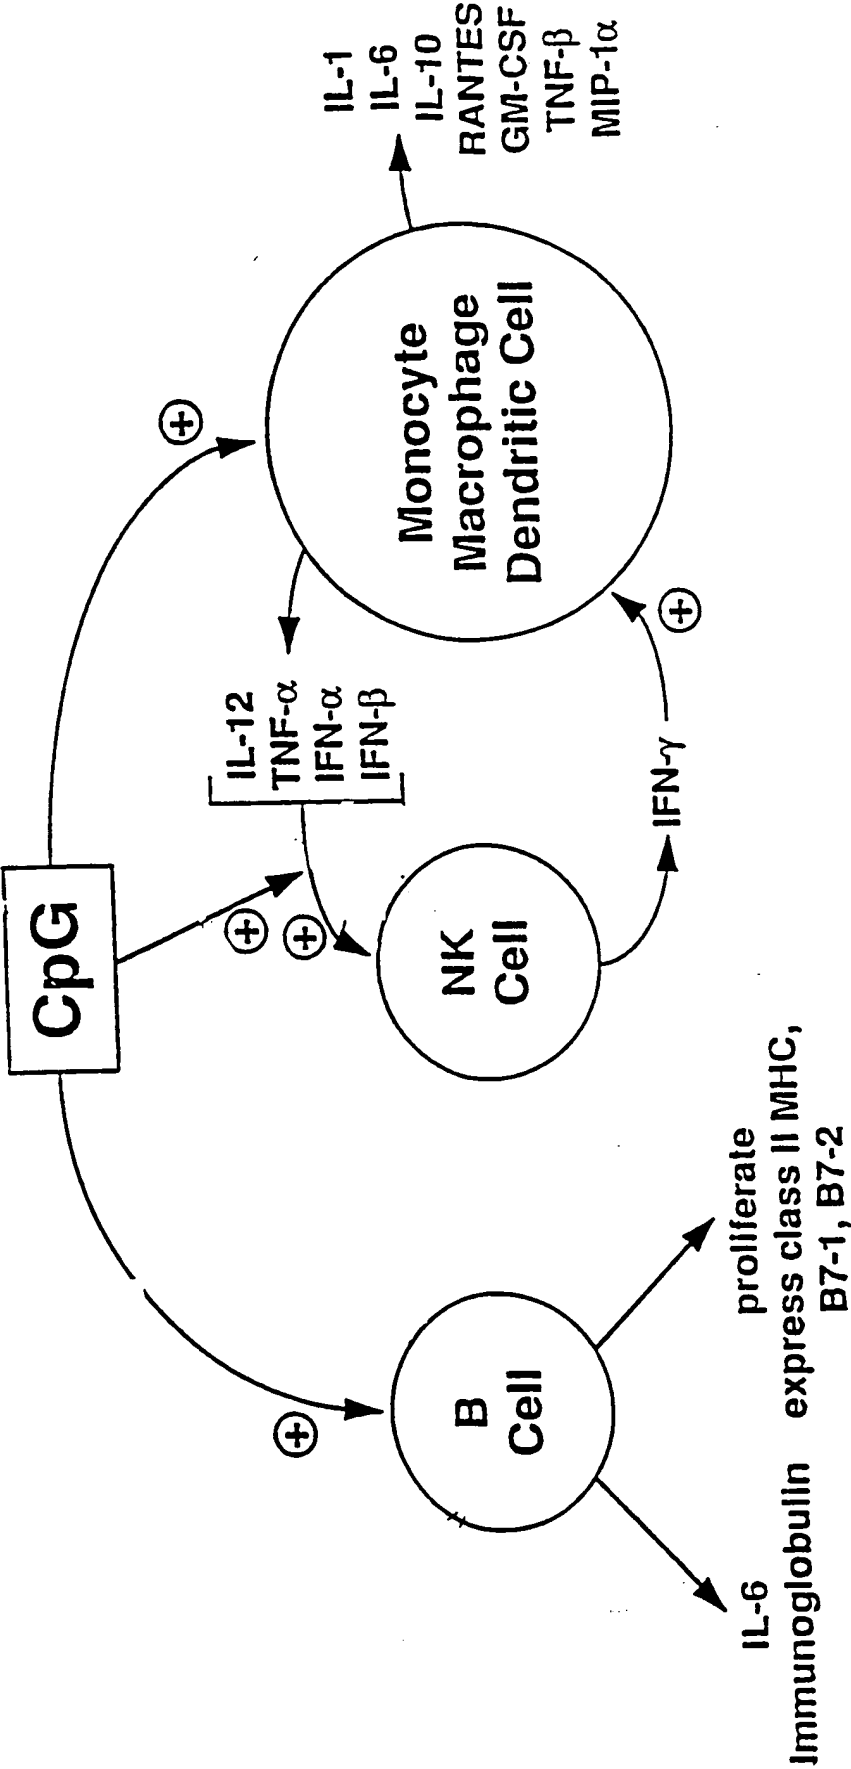 CpG
+
+
+
+
IL-12
TNF-α
IFN-α
IFN-β
B
Cell
NK
Cell
Monocyte
Macrophage
Dendritic Cell
IL-1
IL-6
IL-10
RANTES
GM-CSF
TNF-β
MIP-1α
IFN-γ
+
IL-6
Immunoglobulin
proliferate
express class II MHC,
B7-1, B7-2